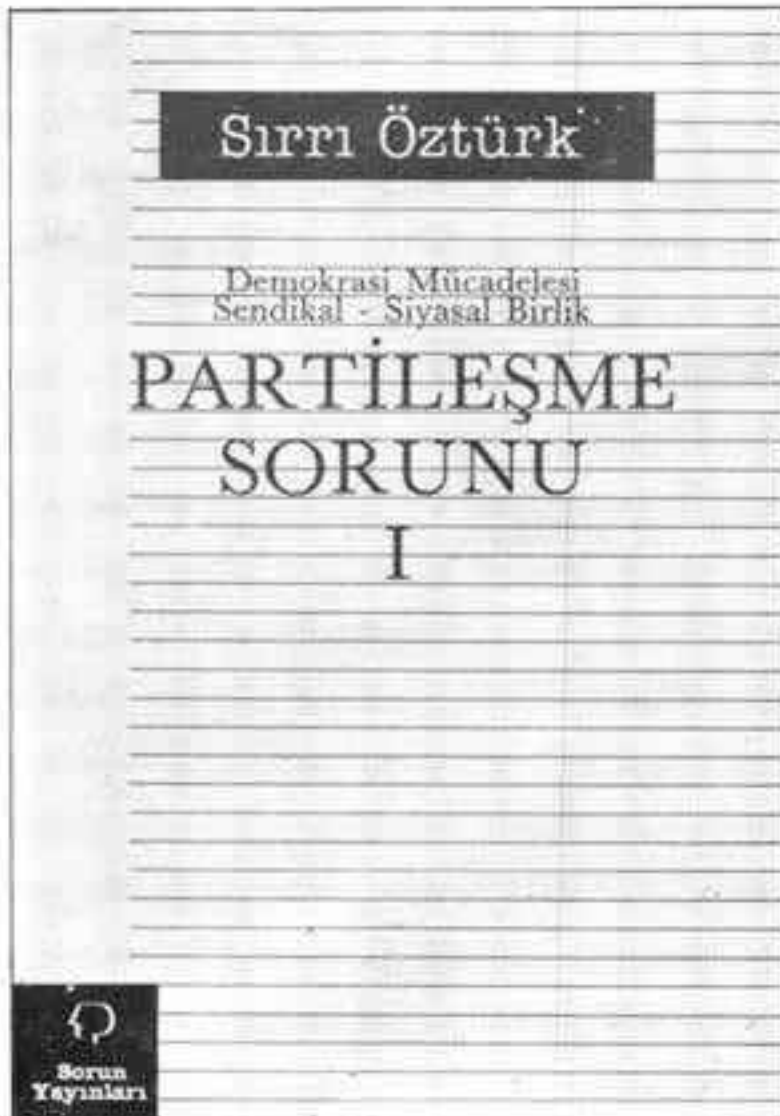 Sırrı Öztürk
Demokrasi Mücadelesi
Sendikal - Siyasal Birlik
PARTİLEŞME
SORUNU
I
Sorun
Yayınları